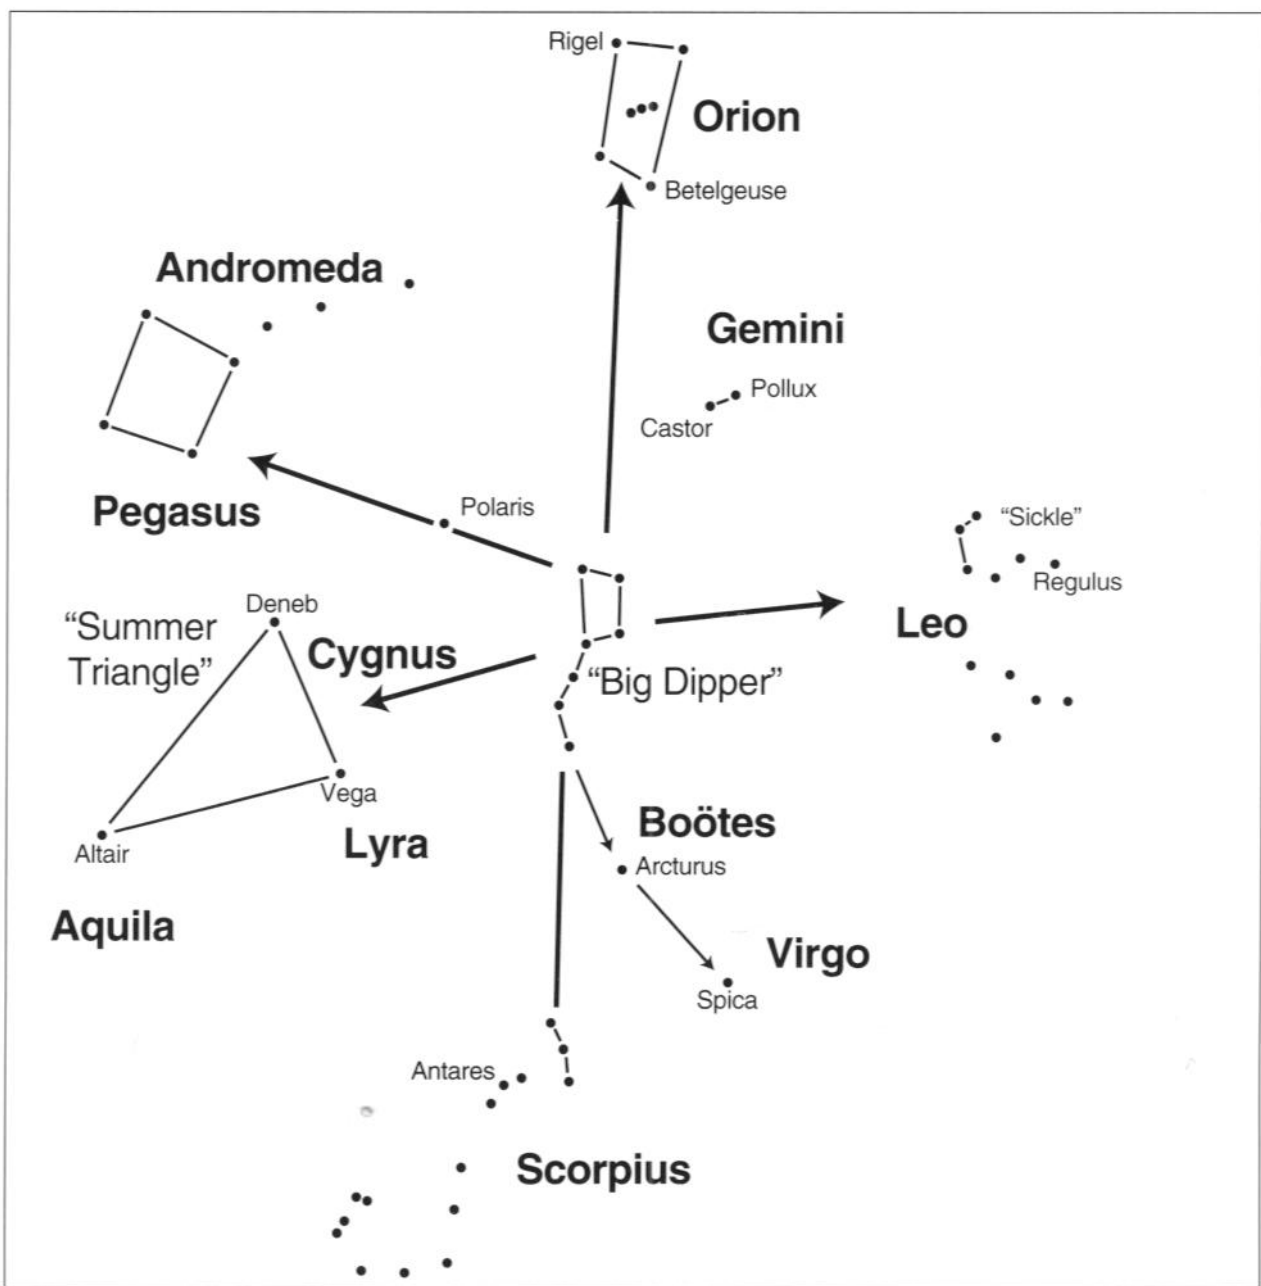 Rigel
Orion
Betelgeuse
Andromeda
Gemini
Pollux
Castor
Pegasus
Polaris
“Sickle”
Regulus
Leo
Deneb
“Summer
Triangle”
Cygnus
“Big Dipper”
Vega
Lyra
Altair
Aquila
Boötes
Arcturus
Virgo
Spica
Antares
Scorpius